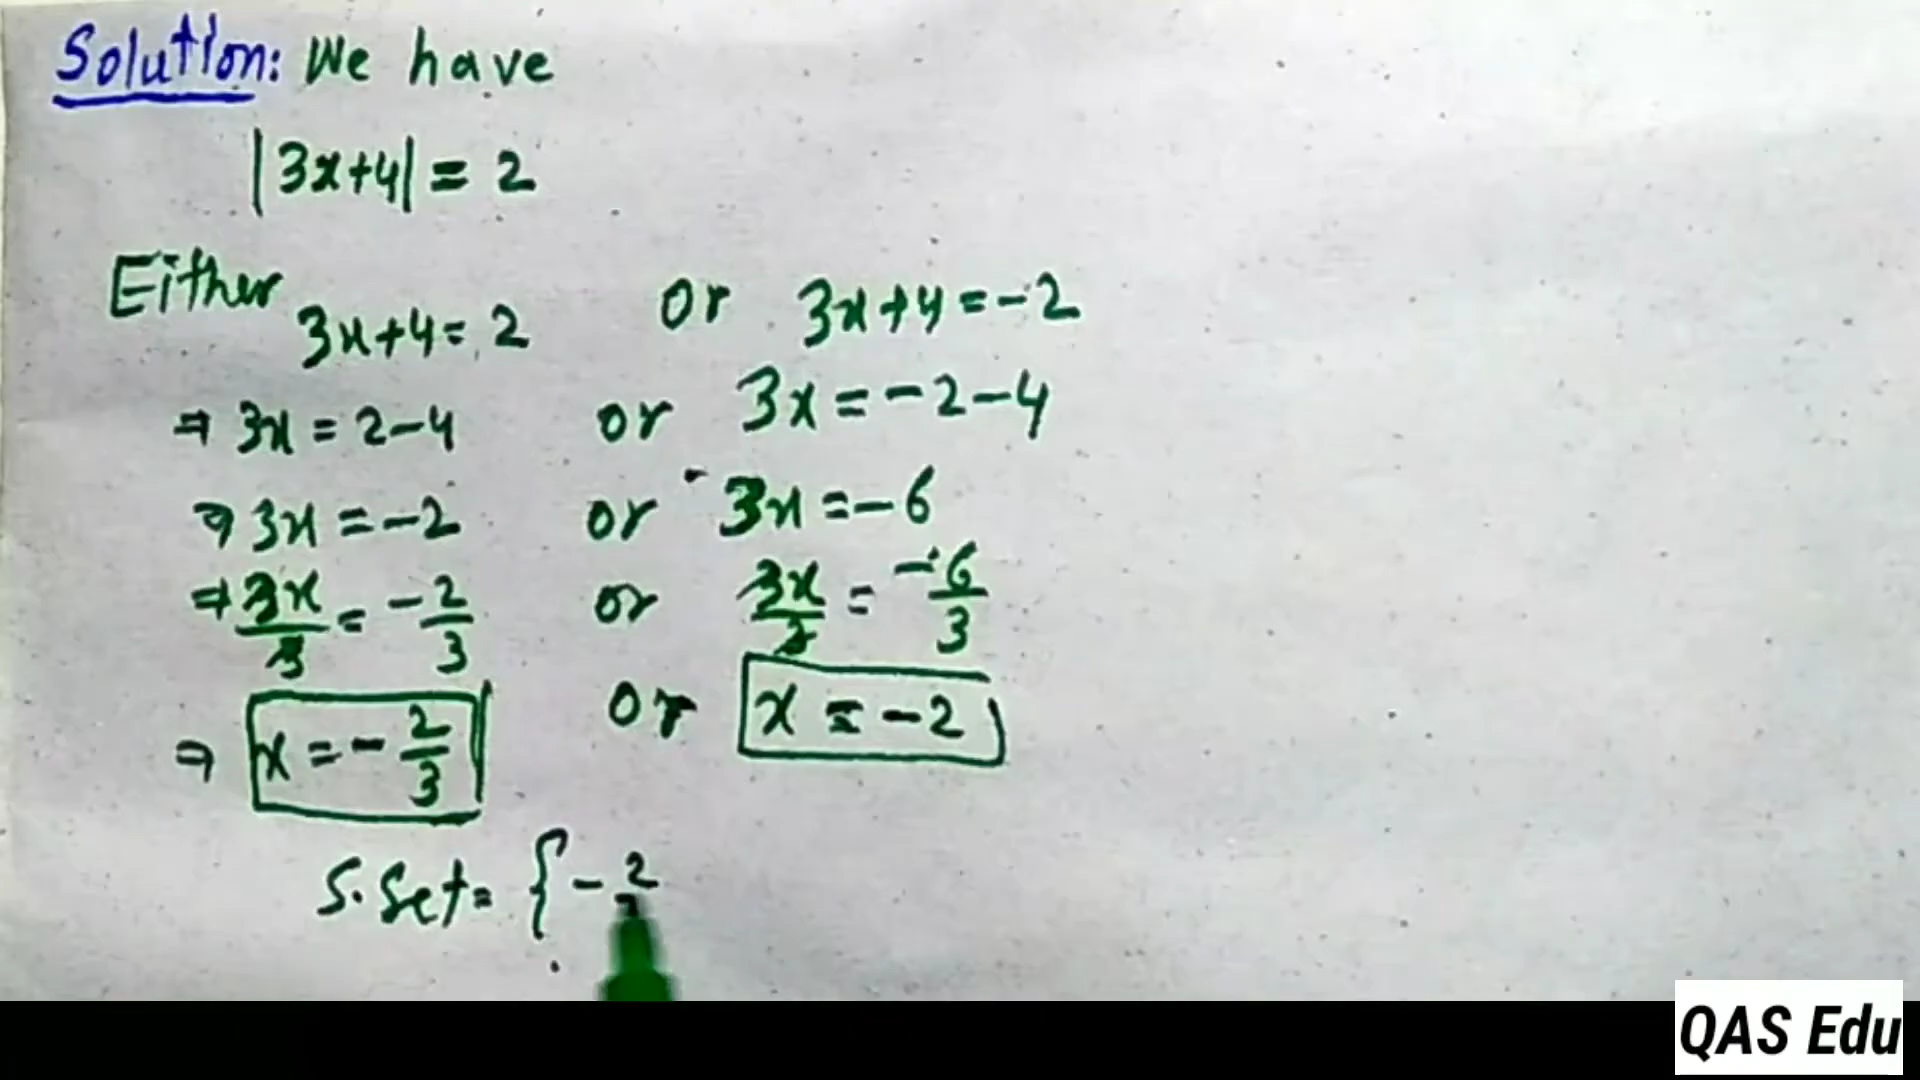 Solution: We have
|3x+4| = 2
Either 3x+4 = 2 or 3x+4 = -2
⇒ 3x = 2-4 or 3x = -2-4
⇒ 3x = -2 or 3x = -6
⇒ 3x/3 = -2/3 or 3x/3 = -6/3
⇒ x = -2/3 or x = -2
S.Set = { -2
QAS Edu